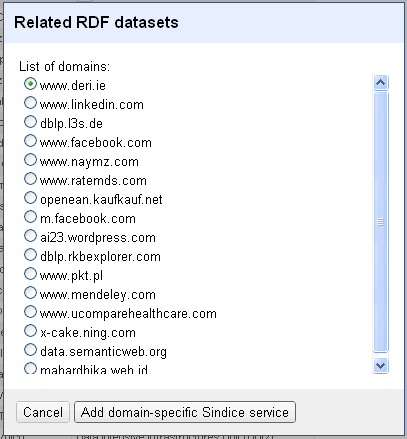 Related RDF datasets
List of domains:
www.deri.ie
www.linkedin.com
dblp.l3s.de
www.facebook.com
www.naymz.com
www.ratemds.com
openean.kaufkauf.net
m.facebook.com
ai23.wordpress.com
dblp.rkbexplorer.com
www.pkt.pl
www.mendeley.com
www.ucomparehealthcare.com
x-cake.ning.com
data.semanticweb.org
mahardhika.web.id
Cancel
Add domain-specific Sindice service